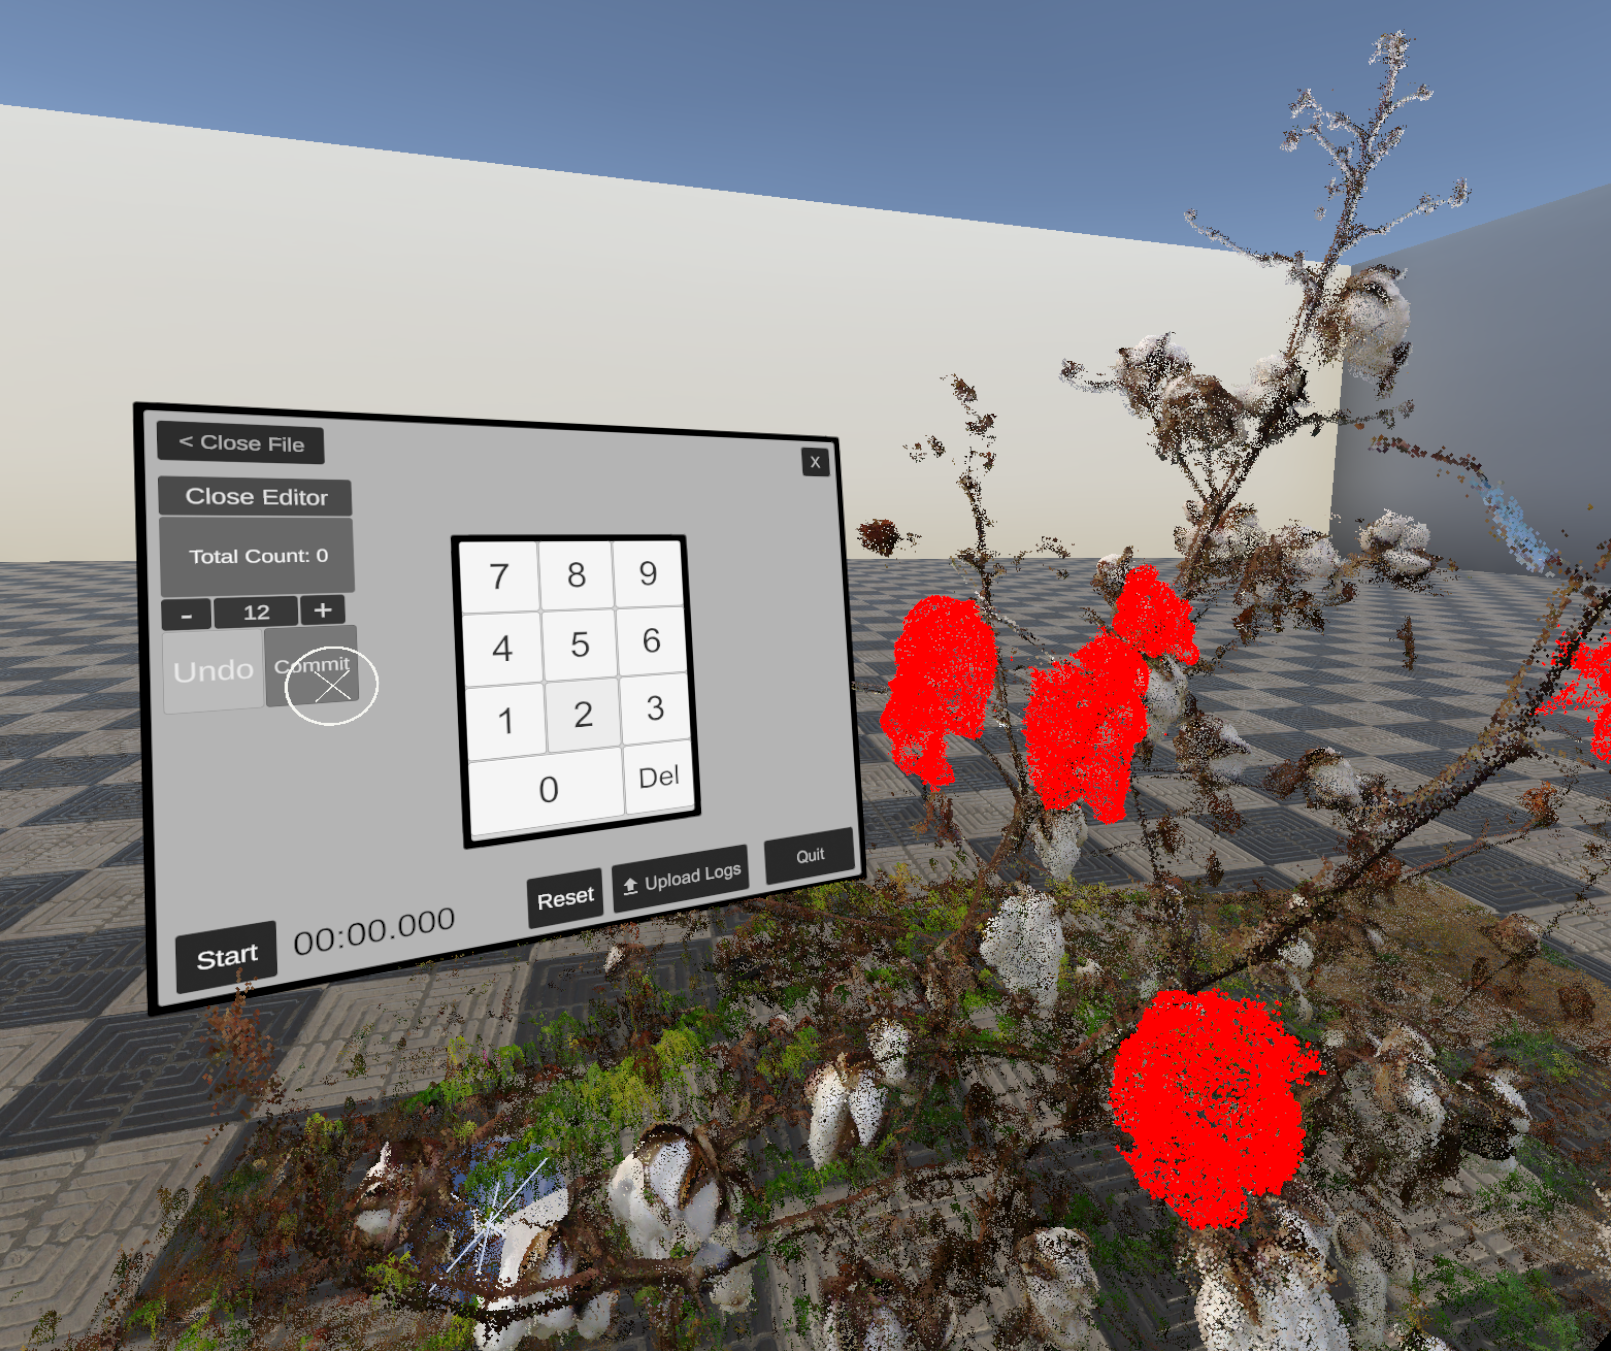 < Close File
X
Close Editor
Total Count: 0
- 12 +
Undo Commit
7 8 9
4 5 6
1 2 3
0 Del
Start 00:00.000 Reset Upload Logs Quit